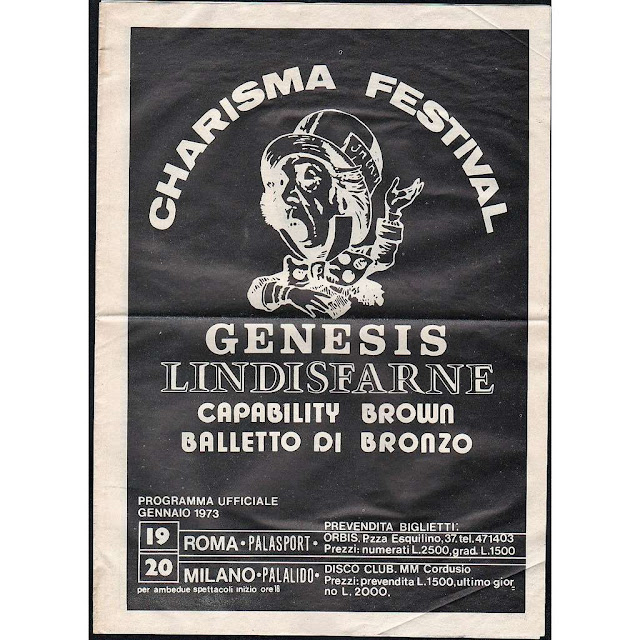 CHARISMA FESTIVAL
GENESIS
LINDISFARNE
CAPABILITY BROWN
BALLETTO DI BRONZO
PROGRAMMA UFFICIALE
GENNAIO 1973
19 ROMA • PALASPORT •
PREVENDITA BIGLIETTI:
ORBIS. P.zza Esquilino, 37. tel. 471403
Prezzi: numerati L.2500, grad. L.1500
20 MILANO • PALALIDO •
DISCO CLUB. MM Cordusio
Prezzi: prevendita L.1500, ultimo gior
no L. 2000.
per ambedue spettacoli inizio ore 16